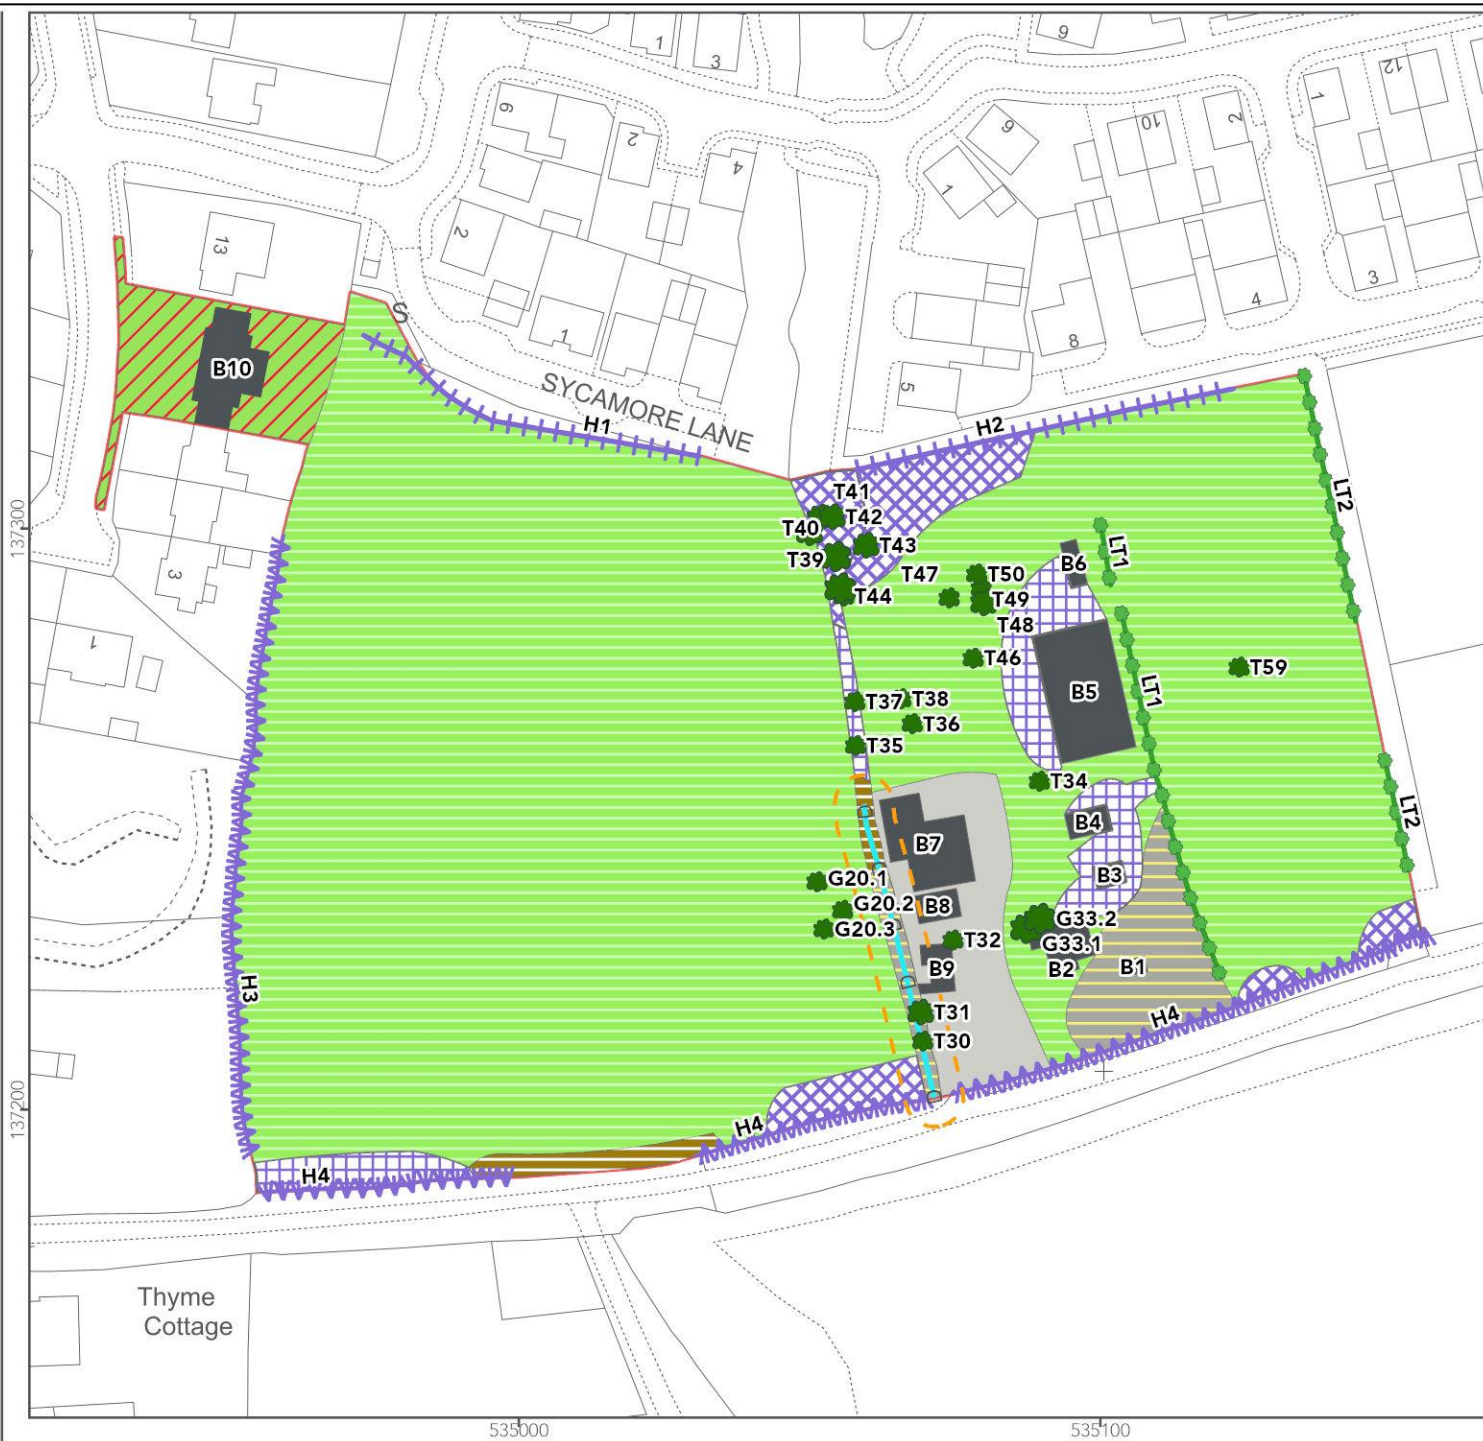 1
3
9
12
1
6
2
4
9
10
2
1
13
2
1
3
4
8
5
S
SYCAMORE LANE
B10
H1
H2
LT2
T41
T42
T40
T43
T39
T47
T50
T44
T49
T48
B6
LT1
137300
3
1
T46
B5
LT1
T59
T37
T38
T36
T35
T34
B4
LT2
B7
B3
G20.1
G20.2
B8
G33.2
G20.3
T32
G33.1
B9
B2
B1
H3
T31
T30
H4
137200
H4
H4
Thyme
Cottage
535000
535100